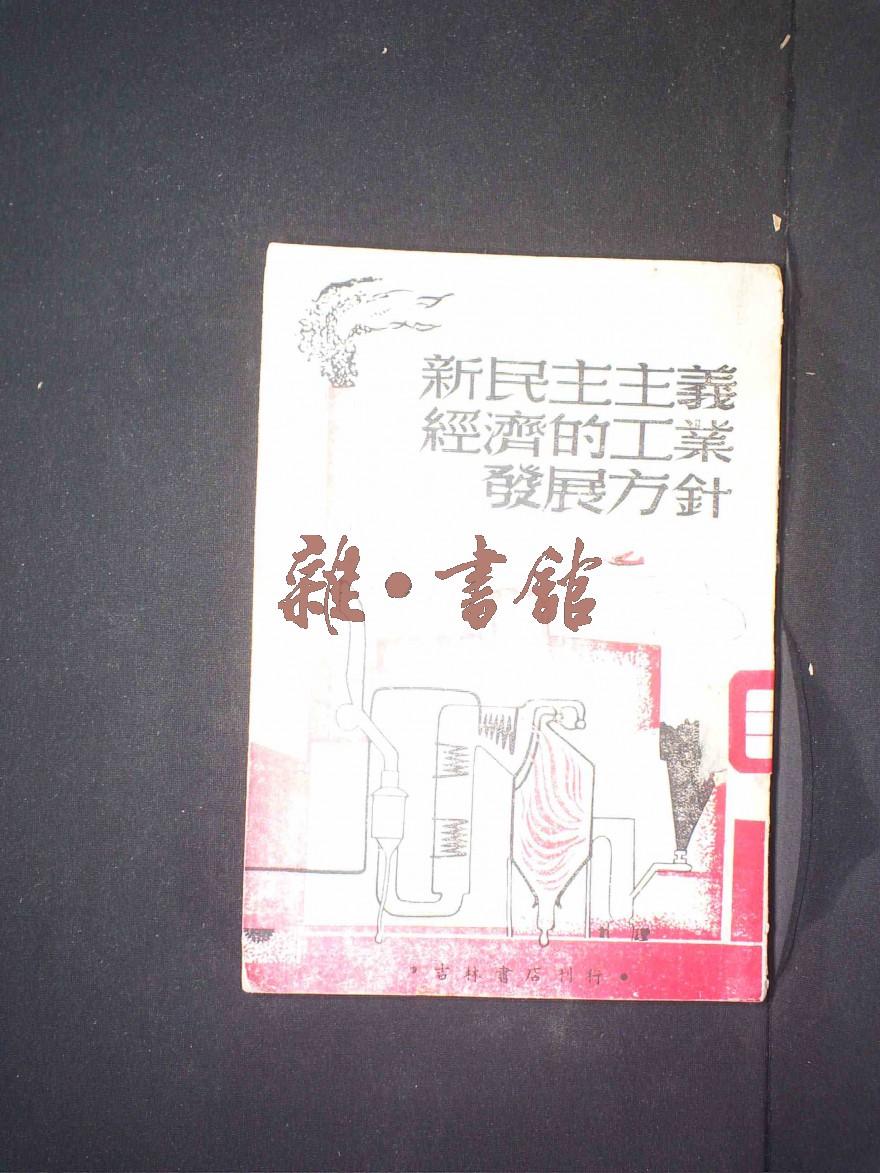 新民主主義
經濟的工業
發展方針
雜·書館
吉林書店刊行